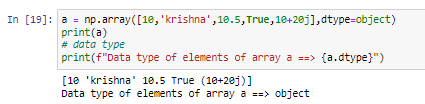 In [19]: a = np.array([10,'krishna',10.5,True,10+20j],dtype=object)
print(a)
# data type
print(f"Data type of elements of array a ==> {a.dtype}")
[10 'krishna' 10.5 True (10+20j)]
Data type of elements of array a ==> object